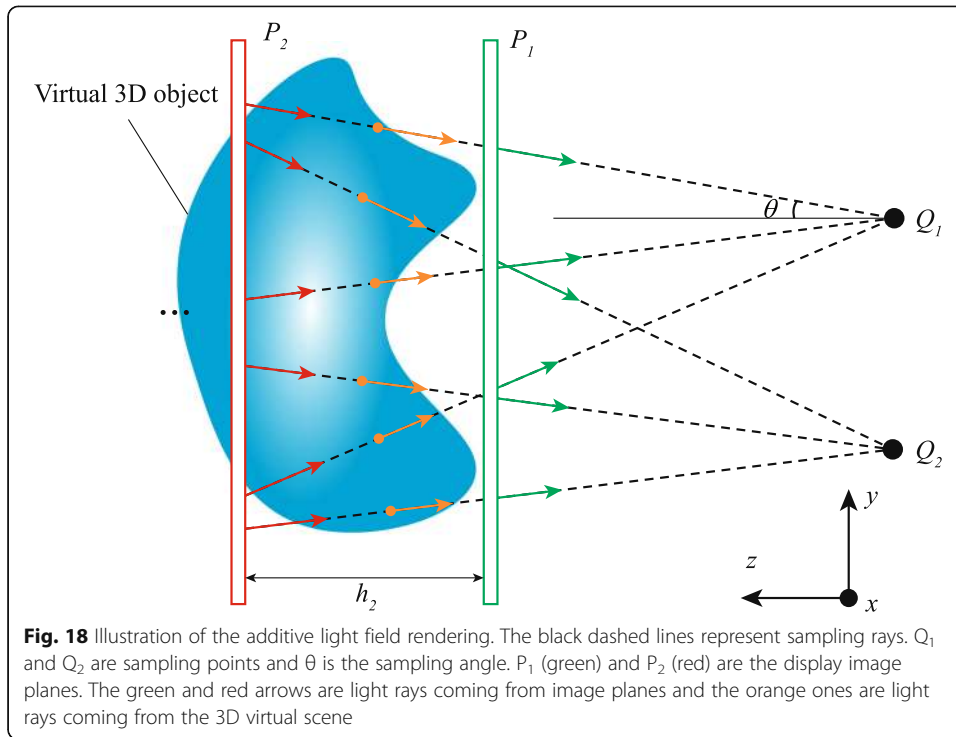 P2
P1
Virtual 3D object
θ
Q1
...
Q2
y
z
h2
x
Fig. 18 Illustration of the additive light field rendering. The black dashed lines represent sampling rays. Q1
and Q2 are sampling points and θ is the sampling angle. P1 (green) and P2 (red) are the display image
planes. The green and red arrows are light rays coming from image planes and the orange ones are light
rays coming from the 3D virtual scene